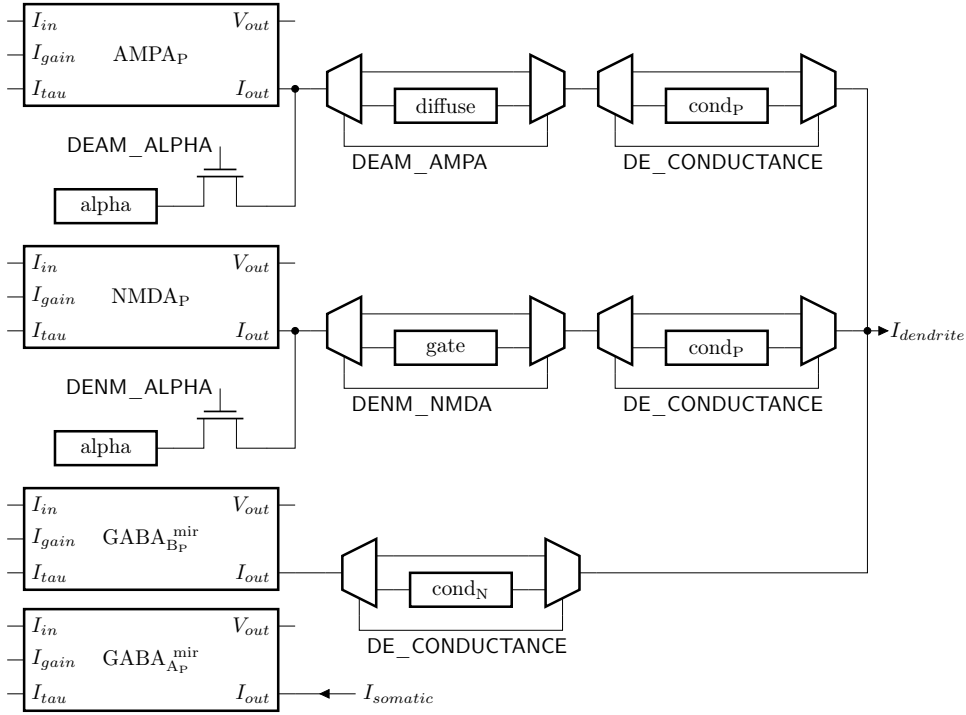 I_in V_out
I_gain AMPA_P
I_tau I_out
diffuse cond_P
DEAM_ALPHA
DEAM_AMPA DE_CONDUCTANCE
alpha
I_in V_out
I_gain NMDA_P
I_tau I_out
I_dendrite
gate cond_P
DENM_ALPHA
DENM_NMDA DE_CONDUCTANCE
alpha
I_in V_out
I_gain GABA_B_P^mir
I_tau I_out
cond_N
I_in V_out
DE_CONDUCTANCE
I_gain GABA_A_P^mir
I_tau I_out I_somatic